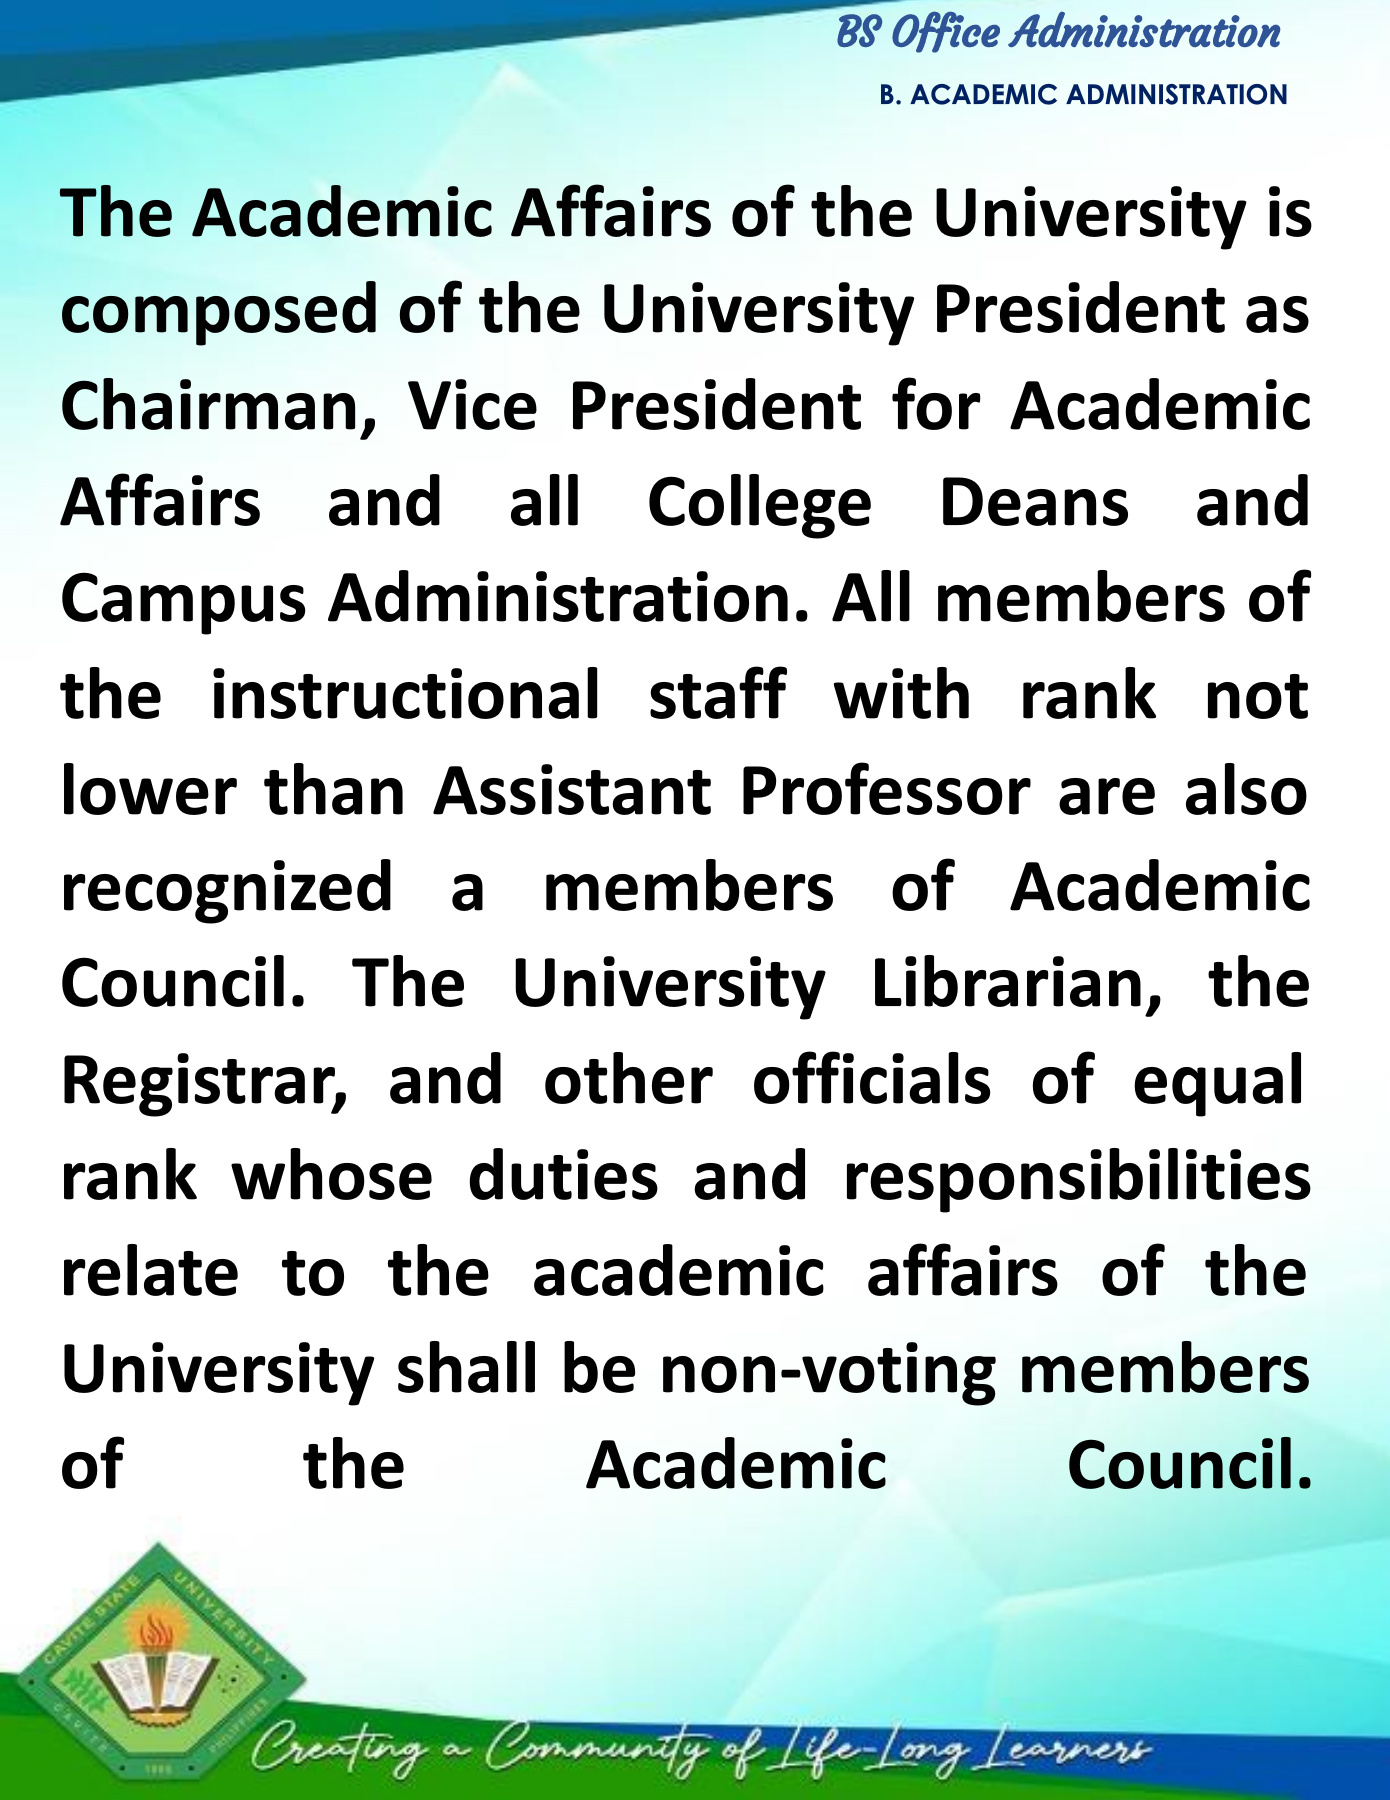 BS Office Administration
B. ACADEMIC ADMINISTRATION
The Academic Affairs of the University is
composed of the University President as
Chairman, Vice President for Academic
Affairs and all College Deans and
Campus Administration. All members of
the instructional staff with rank not
lower than Assistant Professor are also
recognized a members of Academic
Council. The University Librarian, the
Registrar, and other officials of equal
rank whose duties and responsibilities
relate to the academic affairs of the
University shall be non-voting members
of the Academic Council.
CAVITE STATE UNIVERSITY
CAVITE
PHILIPPINES
1906
Creating a Community of Life-Long Learners